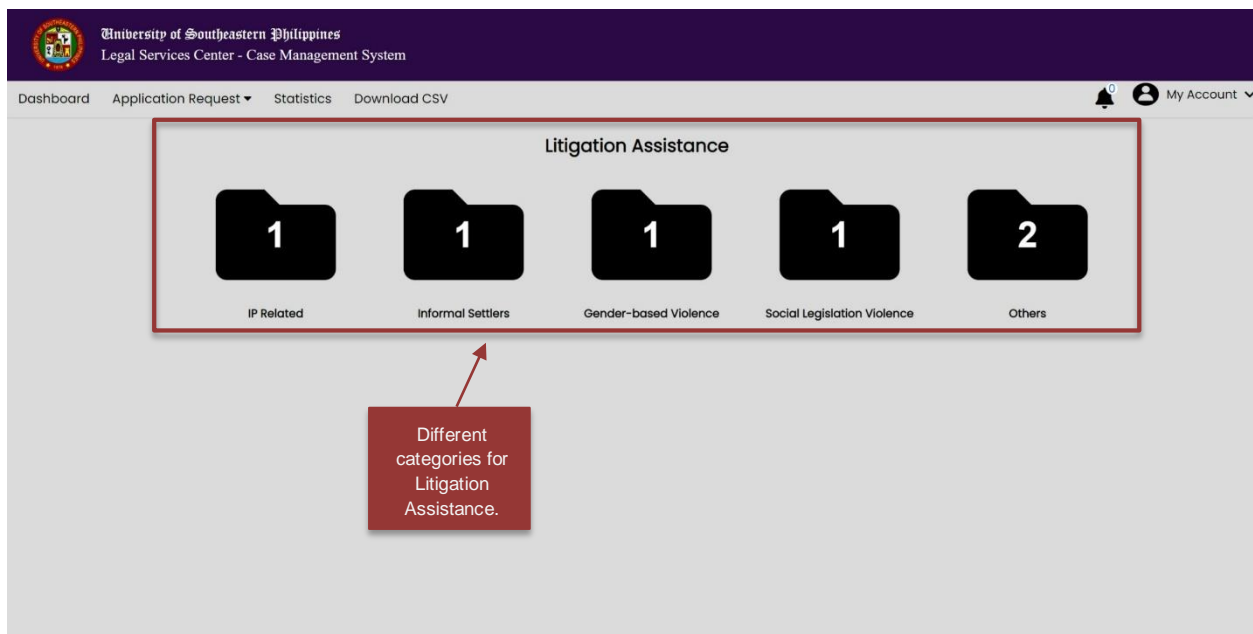 University of Southeastern Philippines
Legal Services Center - Case Management System
Dashboard Application Request Statistics Download CSV 0 My Account
Litigation Assistance
1 1 1 1 2
IP Related Informal Settlers Gender-based Violence Social Legislation Violence Others
Different
categories for
Litigation
Assistance.